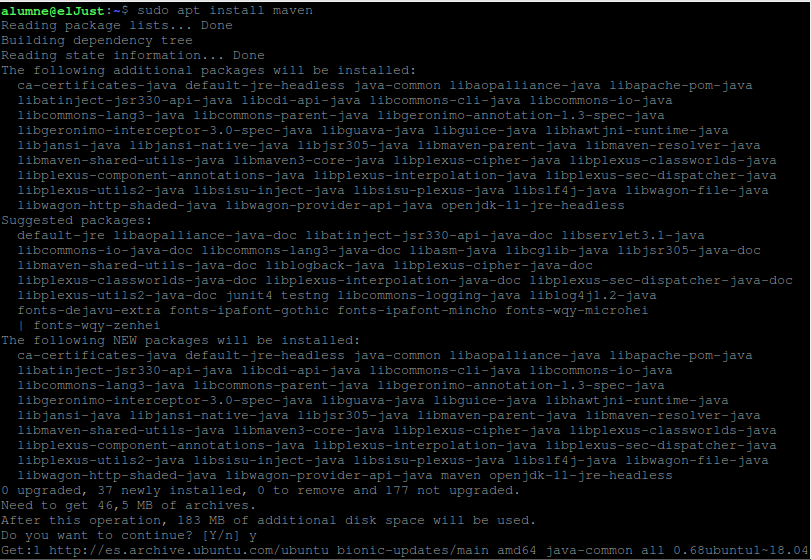 alumne@elJust:~$ sudo apt install maven
Reading package lists... Done
Building dependency tree
Reading state information... Done
The following additional packages will be installed:
  ca-certificates-java default-jre-headless java-common libaopalliance-java libapache-pom-java
  libatinject-jsr330-api-java libcdi-api-java libcommons-cli-java libcommons-io-java
  libcommons-lang3-java libcommons-parent-java libgeronimo-annotation-1.3-spec-java
  libgeronimo-interceptor-3.0-spec-java libguava-java libguice-java libhawtjni-runtime-java
  libjansi-java libjansi-native-java libjsr305-java libmaven-parent-java libmaven-resolver-java
  libmaven-shared-utils-java libmaven3-core-java libplexus-cipher-java libplexus-classworlds-java
  libplexus-component-annotations-java libplexus-interpolation-java libplexus-sec-dispatcher-java
  libplexus-utils2-java libsisu-inject-java libsisu-plexus-java libslf4j-java libwagon-file-java
  libwagon-http-shaded-java libwagon-provider-api-java openjdk-11-jre-headless
Suggested packages:
  default-jre libaopalliance-java-doc libatinject-jsr330-api-java-doc libservlet3.1-java
  libcommons-io-java-doc libcommons-lang3-java-doc libasm-java libcglib-java libjsr305-java-doc
  libmaven-shared-utils-java-doc liblogback-java libplexus-cipher-java-doc
  libplexus-classworlds-java-doc libplexus-interpolation-java-doc libplexus-sec-dispatcher-java-doc
  libplexus-utils2-java-doc junit4 testng libcommons-logging-java liblog4j1.2-java
  fonts-dejavu-extra fonts-ipafont-gothic fonts-ipafont-mincho fonts-wqy-microhei
  | fonts-wqy-zenhei
The following NEW packages will be installed:
  ca-certificates-java default-jre-headless java-common libaopalliance-java libapache-pom-java
  libatinject-jsr330-api-java libcdi-api-java libcommons-cli-java libcommons-io-java
  libcommons-lang3-java libcommons-parent-java libgeronimo-annotation-1.3-spec-java
  libgeronimo-interceptor-3.0-spec-java libguava-java libguice-java libhawtjni-runtime-java
  libjansi-java libjansi-native-java libjsr305-java libmaven-parent-java libmaven-resolver-java
  libmaven-shared-utils-java libmaven3-core-java libplexus-cipher-java libplexus-classworlds-java
  libplexus-component-annotations-java libplexus-interpolation-java libplexus-sec-dispatcher-java
  libplexus-utils2-java libsisu-inject-java libsisu-plexus-java libslf4j-java libwagon-file-java
  libwagon-http-shaded-java libwagon-provider-api-java maven openjdk-11-jre-headless
0 upgraded, 37 newly installed, 0 to remove and 177 not upgraded.
Need to get 46,5 MB of archives.
After this operation, 183 MB of additional disk space will be used.
Do you want to continue? [Y/n] y
Get:1 http://es.archive.ubuntu.com/ubuntu bionic-updates/main amd64 java-common all 0.68ubuntu1~18.04